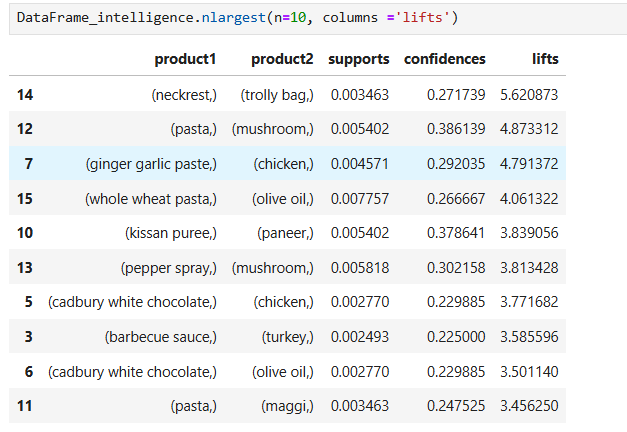 DataFrame_intelligence.nlargest(n=10, columns ='lifts')
product1 product2 supports confidences lifts
14 (neckrest,) (trolly bag,) 0.003463 0.271739 5.620873
12 (pasta,) (mushroom,) 0.005402 0.386139 4.873312
7 (ginger garlic paste,) (chicken,) 0.004571 0.292035 4.791372
15 (whole wheat pasta,) (olive oil,) 0.007757 0.266667 4.061322
10 (kissan puree,) (paneer,) 0.005402 0.378641 3.839056
13 (pepper spray,) (mushroom,) 0.005818 0.302158 3.813428
5 (cadbury white chocolate,) (chicken,) 0.002770 0.229885 3.771682
3 (barbecue sauce,) (turkey,) 0.002493 0.225000 3.585596
6 (cadbury white chocolate,) (olive oil,) 0.002770 0.229885 3.501140
11 (pasta,) (maggi,) 0.003463 0.247525 3.456250